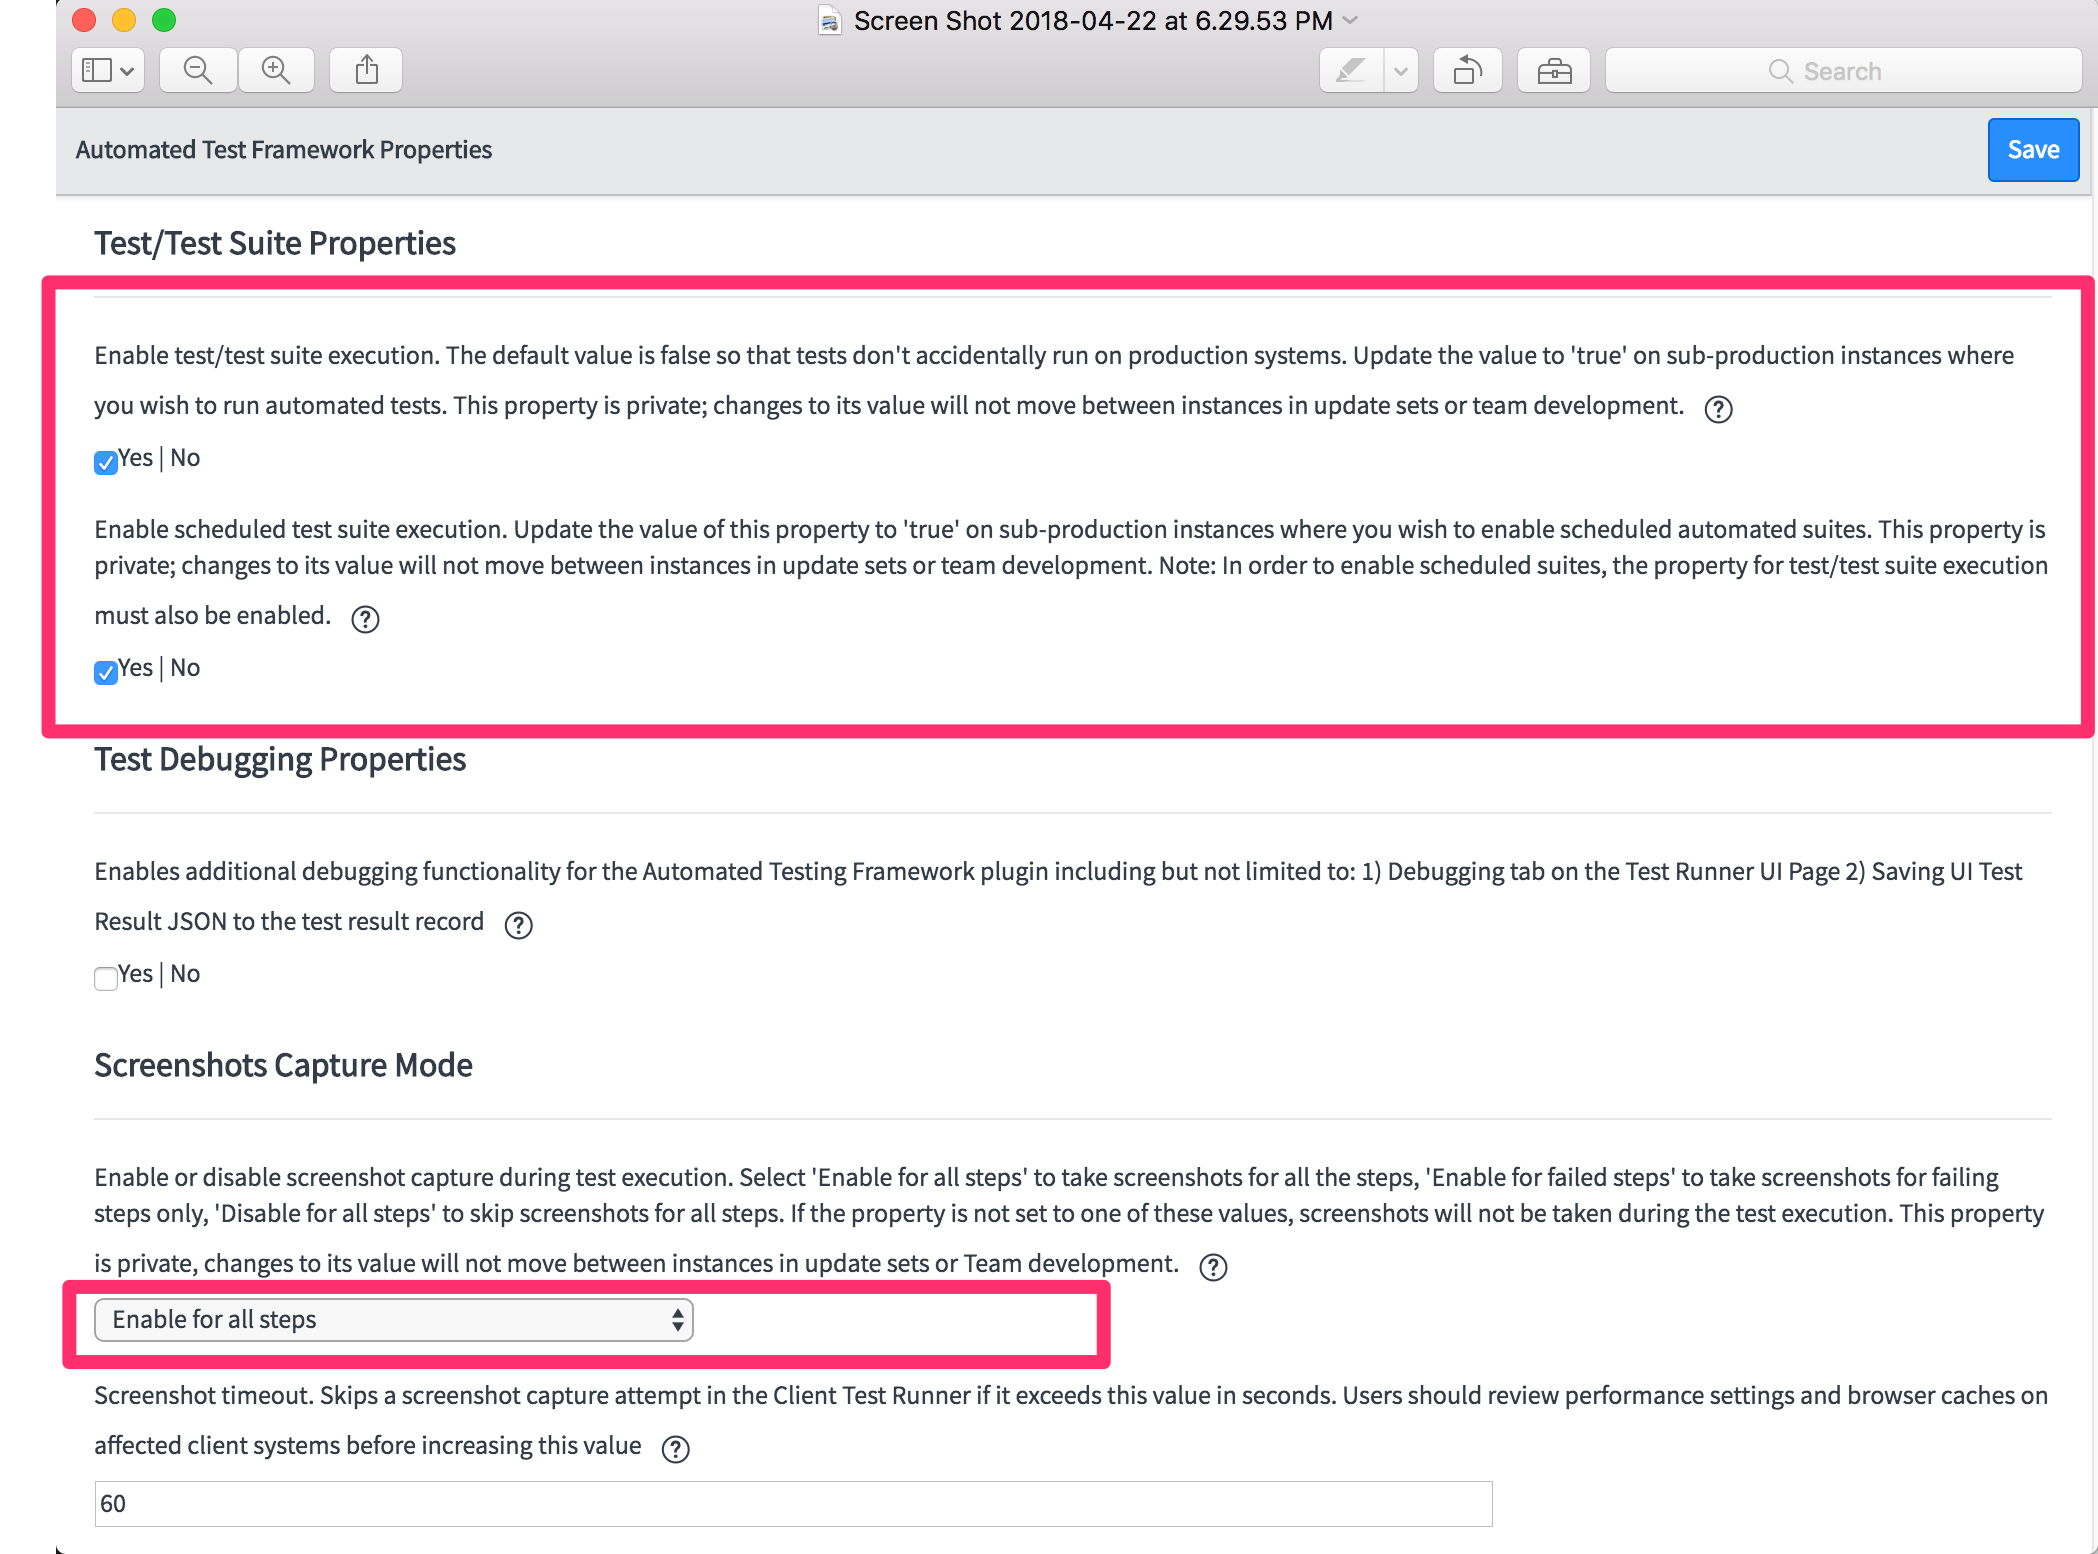 Screen Shot 2018-04-22 at 6.29.53 PM
Search
Automated Test Framework Properties
Save
Test/Test Suite Properties
Enable test/test suite execution. The default value is false so that tests don't accidentally run on production systems. Update the value to 'true' on sub-production instances where
you wish to run automated tests. This property is private; changes to its value will not move between instances in update sets or team development. ?
Yes | No
Enable scheduled test suite execution. Update the value of this property to 'true' on sub-production instances where you wish to enable scheduled automated suites. This property is
private; changes to its value will not move between instances in update sets or team development. Note: In order to enable scheduled suites, the property for test/test suite execution
must also be enabled. ?
Yes | No
Test Debugging Properties
Enables additional debugging functionality for the Automated Testing Framework plugin including but not limited to: 1) Debugging tab on the Test Runner UI Page 2) Saving UI Test
Result JSON to the test result record ?
Yes | No
Screenshots Capture Mode
Enable or disable screenshot capture during test execution. Select 'Enable for all steps' to take screenshots for all the steps, 'Enable for failed steps' to take screenshots for failing
steps only, 'Disable for all steps' to skip screenshots for all steps. If the property is not set to one of these values, screenshots will not be taken during the test execution. This property
is private, changes to its value will not move between instances in update sets or Team development. ?
Enable for all steps
Screenshot timeout. Skips a screenshot capture attempt in the Client Test Runner if it exceeds this value in seconds. Users should review performance settings and browser caches on
affected client systems before increasing this value ?
60